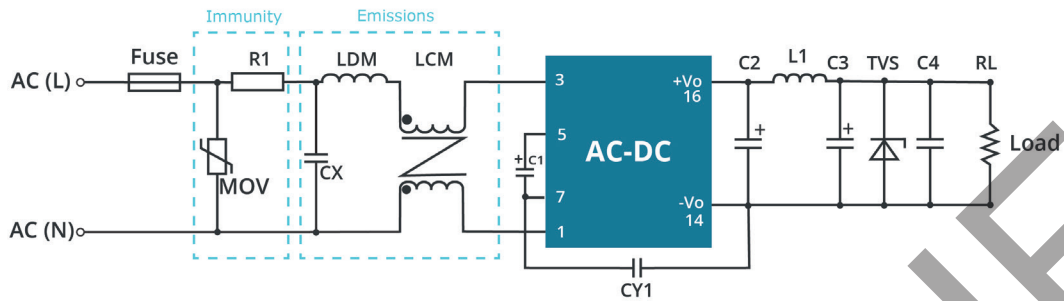 Immunity
Emissions
Fuse
R1
LDM
LCM
C2
L1
C3
TVS
C4
RL
AC (L)
3
+Vo
16
5
C1
+
AC-DC
+
+
Load
MOV
CX
7
-Vo
14
AC (N)
1
CY1